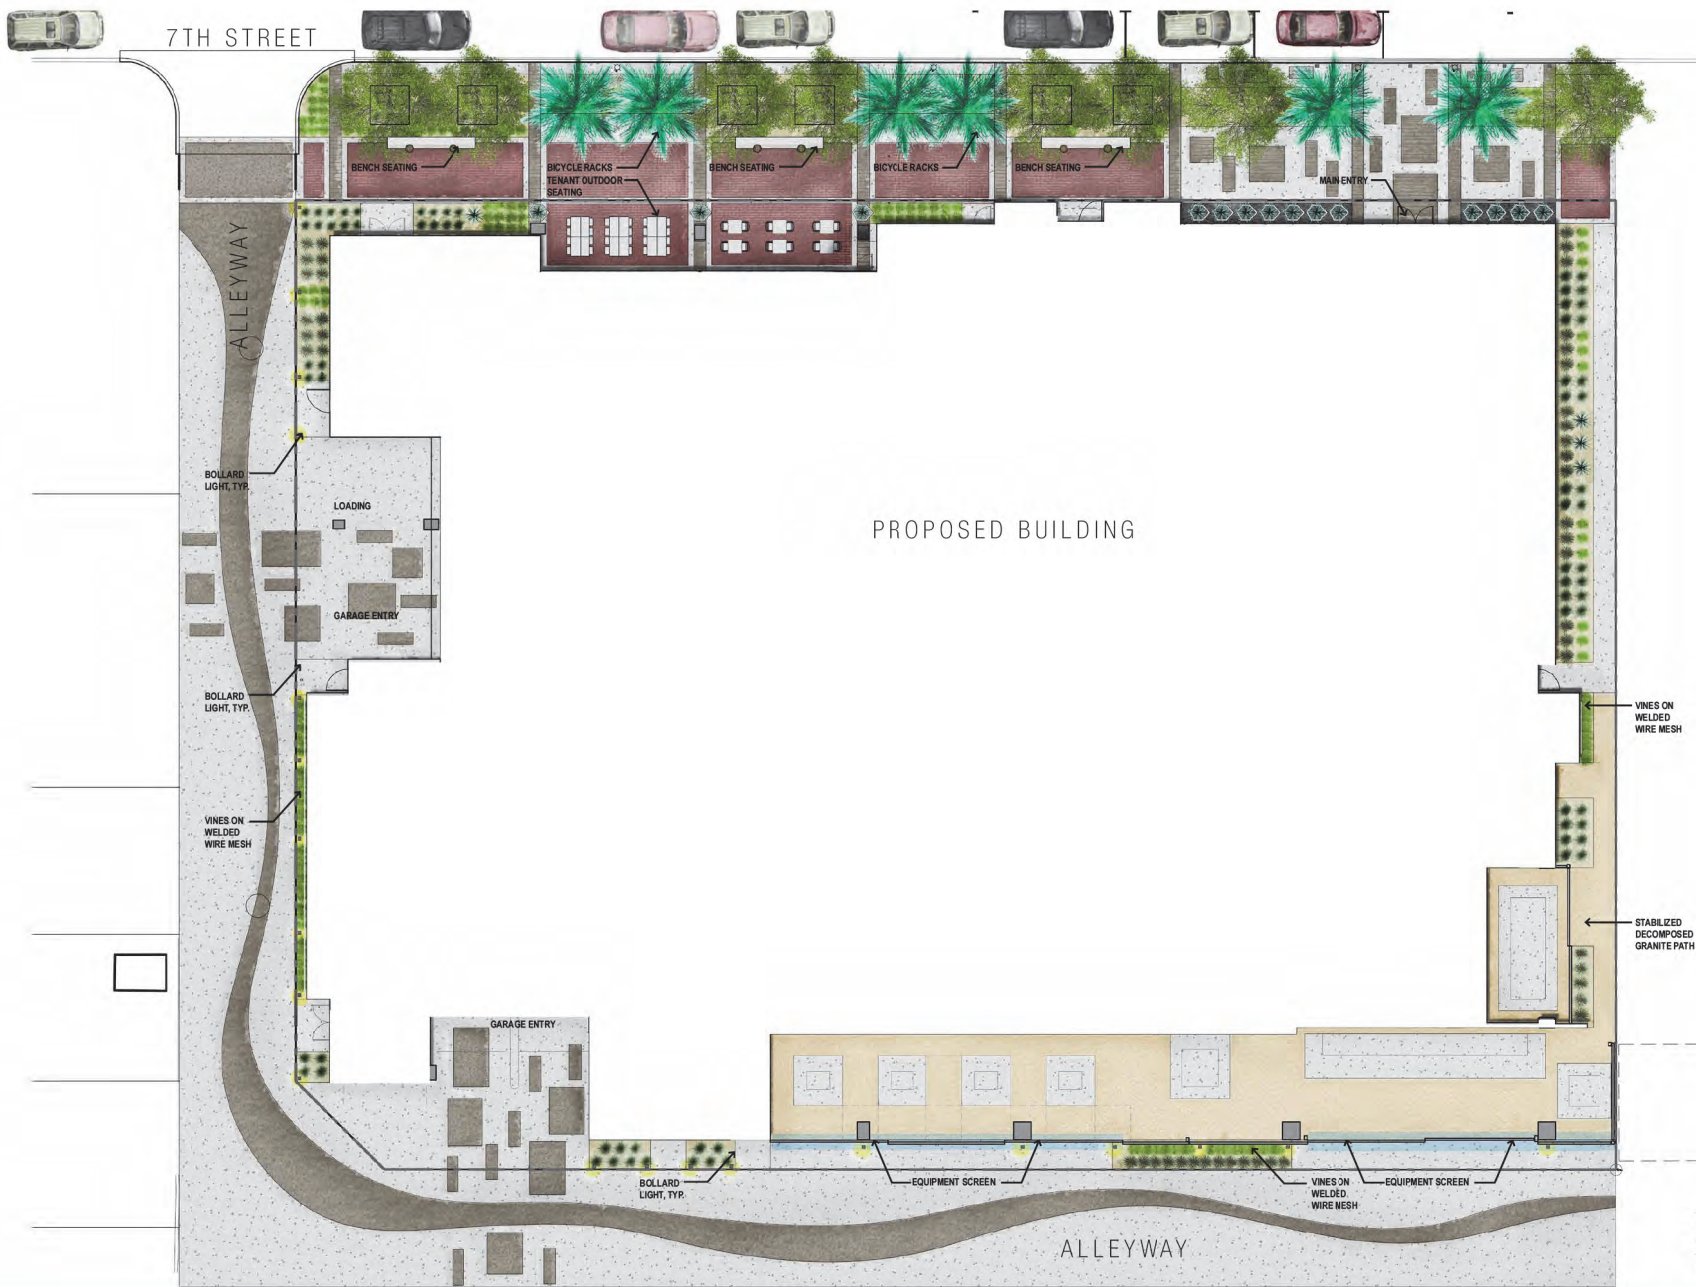 7TH STREET
BENCH SEATING
BICYCLE RACKS
TENANT OUTDOOR
SEATING
BENCH SEATING
BICYCLE RACKS
BENCH SEATING
MAIN ENTRY
ALLEYWAY
BOLLARD
LIGHT, TYP.
LOADING
PROPOSED BUILDING
GARAGE ENTRY
BOLLARD
LIGHT, TYP.
VINES ON
WELDED
WIRE MESH
VINES ON
WELDED
WIRE MESH
STABILIZED
DECOMPOSED
GRANITE PATH
GARAGE ENTRY
BOLLARD
LIGHT, TYP.
EQUIPMENT SCREEN
VINES ON
WELDED
WIRE NESH
EQUIPMENT SCREEN
ALLEYWAY